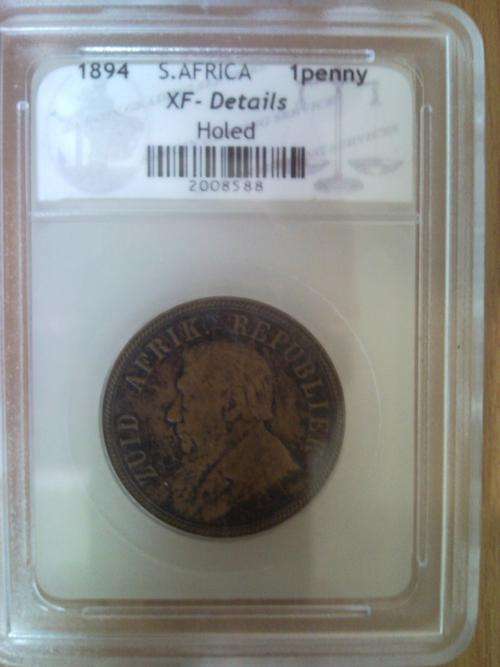 1894 S.AFRICA 1penny
XF- Details
Holed
2008588
ZUID AFRIK. REPUBLIEK